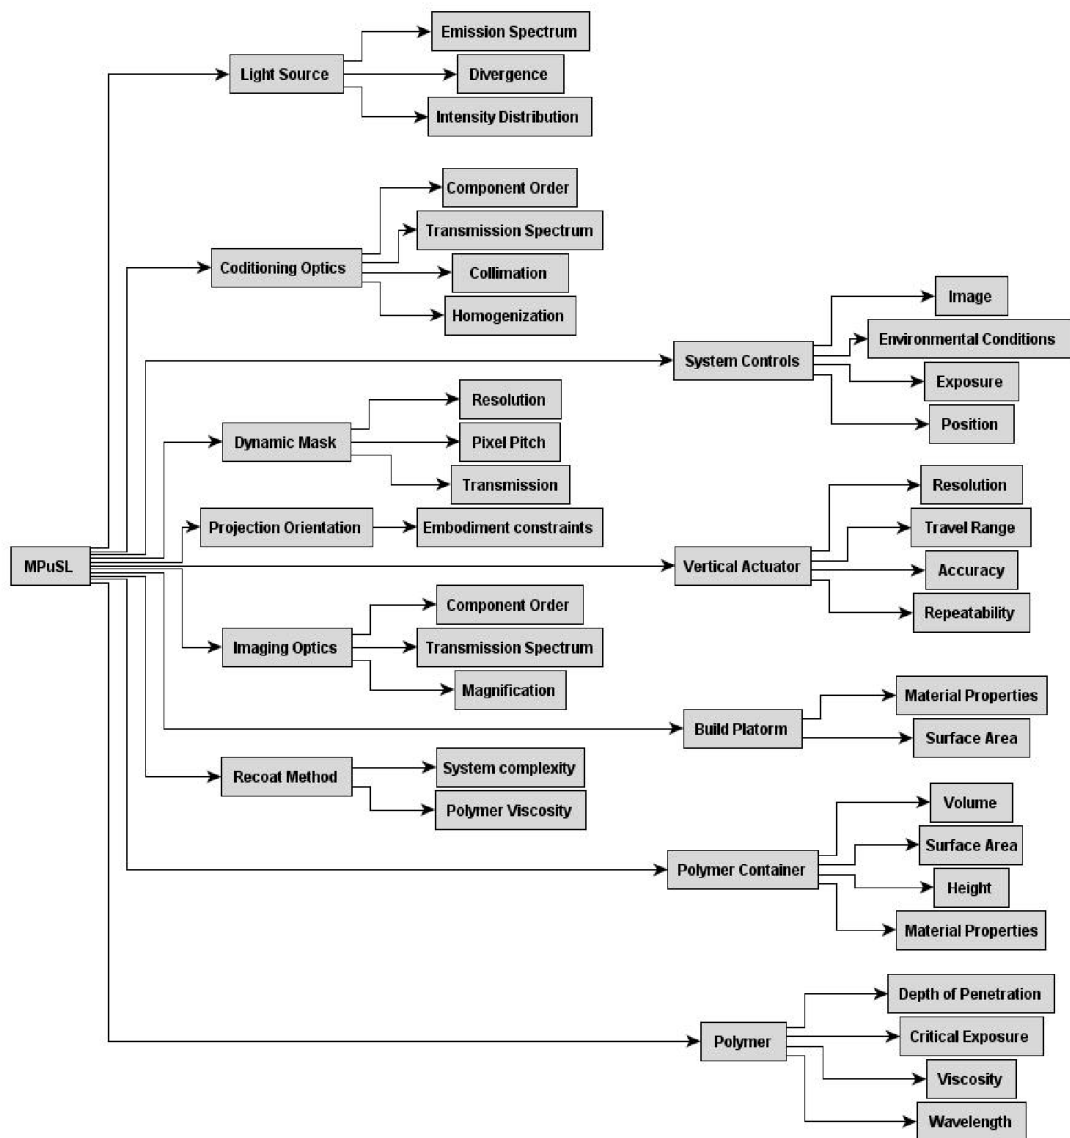 Emission Spectrum
Light Source
Divergence
Intensity Distribution
Component Order
Transmission Spectrum
Coditioning Optics
Collimation
Homogenization
Image
Environmental Conditions
System Controls
Exposure
Position
Resolution
Dynamic Mask
Pixel Pitch
Transmission
Projection Orientation
Embodiment constraints
MPuSL
Resolution
Travel Range
Vertical Actuator
Accuracy
Repeatability
Component Order
Imaging Optics
Transmission Spectrum
Magnification
Material Properties
Build Platorm
Surface Area
Recoat Method
System complexity
Polymer Viscosity
Volume
Surface Area
Polymer Container
Height
Material Properties
Depth of Penetration
Critical Exposure
Polymer
Viscosity
Wavelength